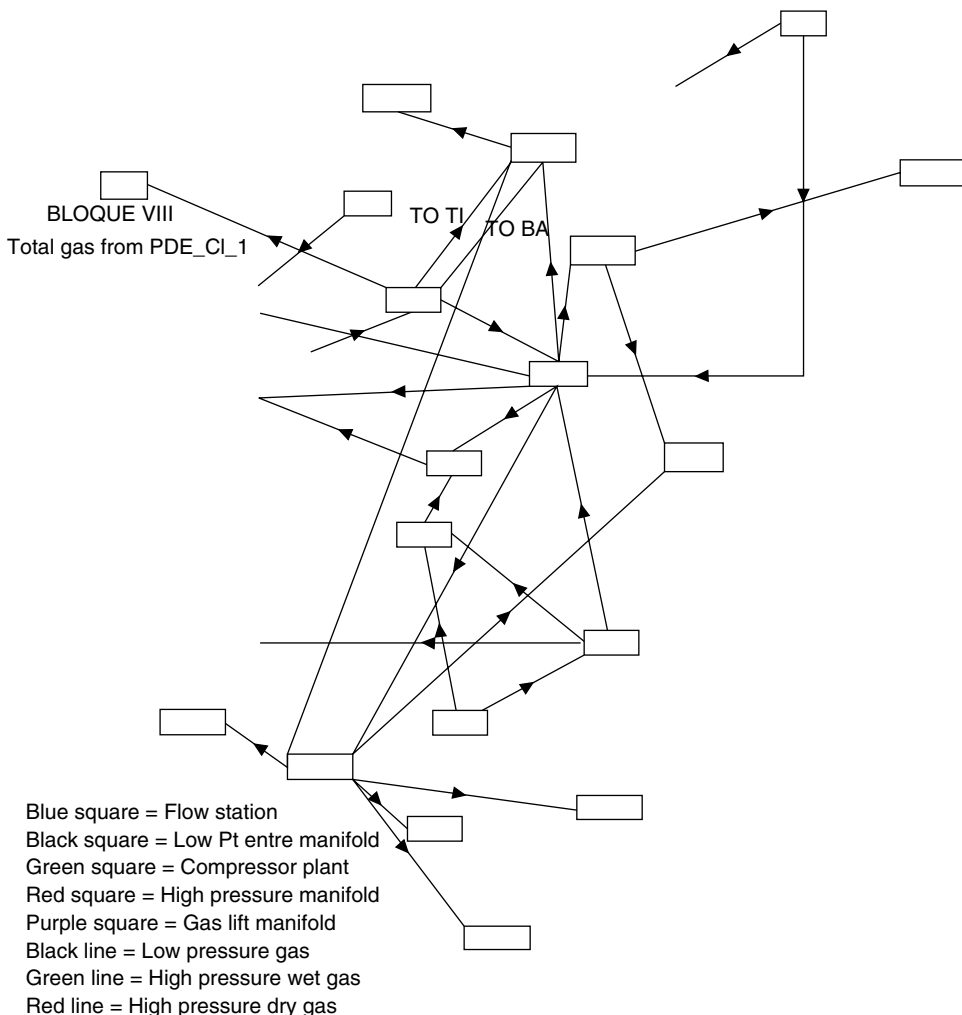 TO TI
BLOQUE VIII
TO BA
Total gas from PDE_CI_1
Blue square = Flow station
Black square = Low Pt entre manifold
Green square = Compressor plant
Red square = High pressure manifold
Purple square = Gas lift manifold
Black line = Low pressure gas
Green line = High pressure wet gas
Red line = High pressure dry gas